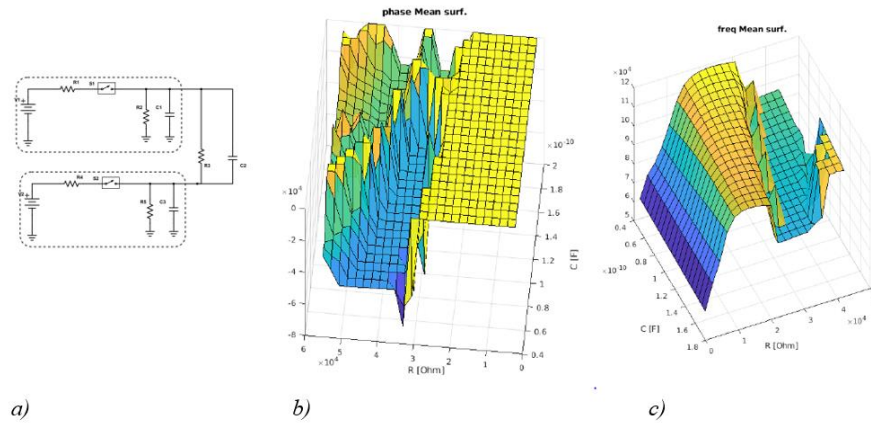 phase Mean surf.
freq Mean surf.
R1
S1
V1
R2
C1
R3
C2
R4
S2
V2
R5
C3
×10⁻⁴
0
-2
-4
-6
-8
6
5
4
3
2
1
0
×10⁴
R [Ohm]
×10⁻¹⁰
2
1.8
1.6
1.4
1.2
1
0.8
0.6
0.4
C [F]
×10⁴
12
11
10
9
8
7
6
5
0.4
0.6
0.8
×10⁻¹⁰
1
1.2
1.4
1.6
1.8
C [F]
0
1
2
3
4
×10⁴
R [Ohm]
a)
b)
c)